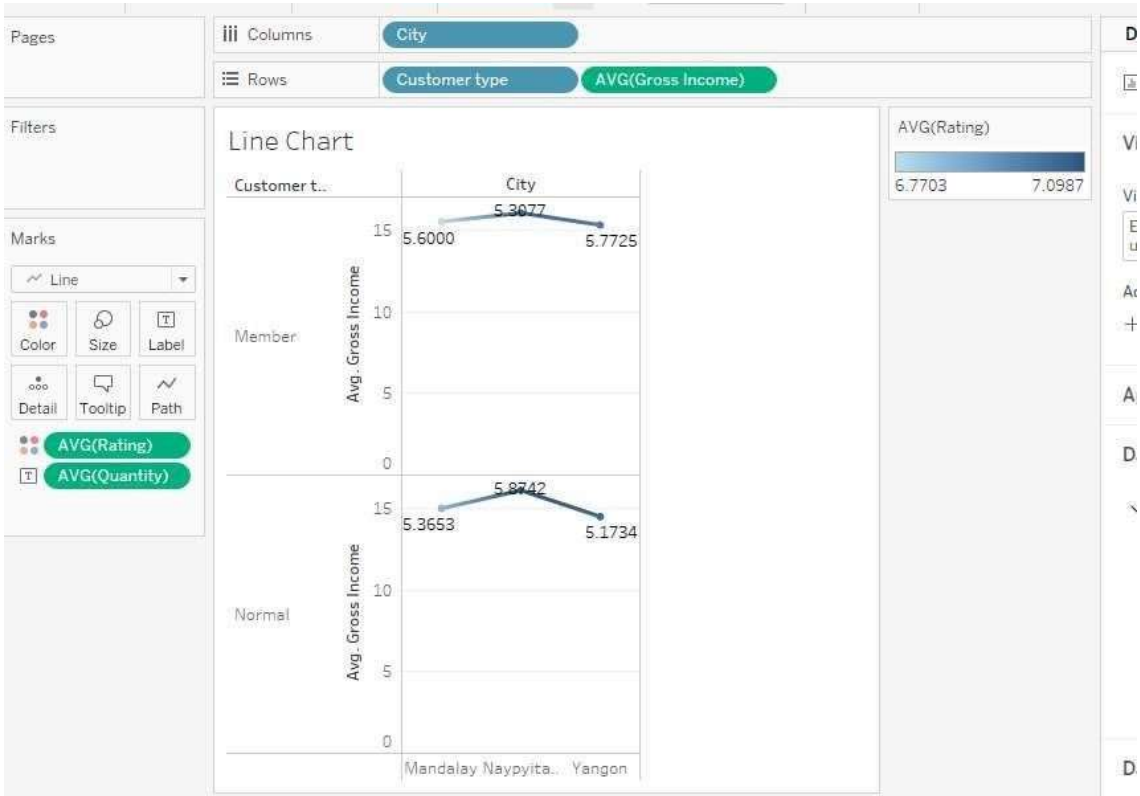 Pages
Columns
City
Rows
Customer type
AVG(Gross Income)
Filters
Marks
Line
Color
Size
Label
Detail
Tooltip
Path
AVG(Rating)
AVG(Quantity)
Line Chart
Customer t..
City
Member
Avg. Gross Income
15
10
5
0
5.6000
5.3077
5.7725
Normal
Avg. Gross Income
15
10
5
0
5.3653
5.8742
5.1734
Mandalay Naypyita.. Yangon
AVG(Rating)
6.7703 7.0987
D
Vi
Vi
E
u
Ad
A
D
D